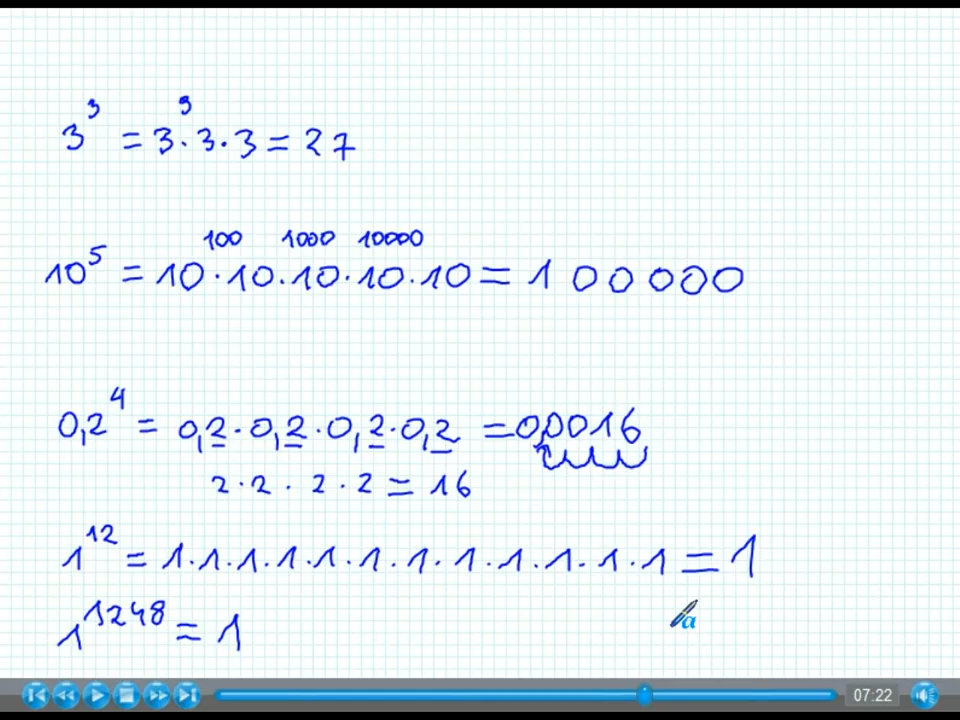 9
3³ = 3·3·3 = 27
100 1000 10000
10⁵ = 10·10·10·10·10 = 100000
0,2⁴ = 0,2·0,2·0,2·0,2 = 0,0016
2·2·2·2 = 16
1¹² = 1·1·1·1·1·1·1·1·1·1·1·1 = 1
1¹²⁴⁸ = 1
a
07:22